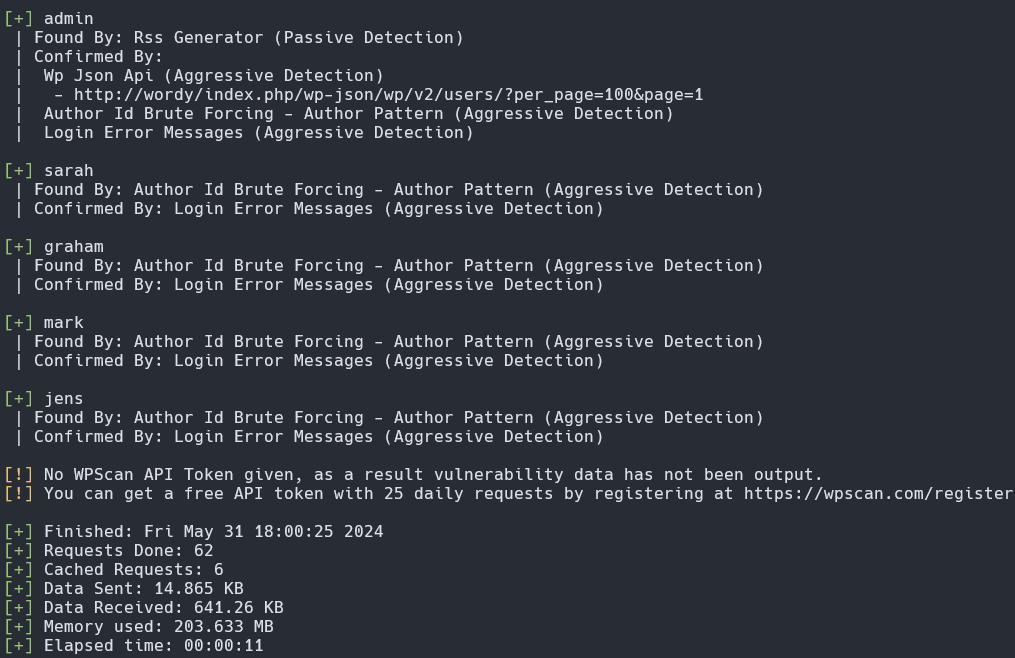 [+] admin
 | Found By: Rss Generator (Passive Detection)
 | Confirmed By:
 |  Wp Json Api (Aggressive Detection)
 |   - http://wordy/index.php/wp-json/wp/v2/users/?per_page=100&page=1
 |  Author Id Brute Forcing - Author Pattern (Aggressive Detection)
 |  Login Error Messages (Aggressive Detection)

[+] sarah
 | Found By: Author Id Brute Forcing - Author Pattern (Aggressive Detection)
 | Confirmed By: Login Error Messages (Aggressive Detection)

[+] graham
 | Found By: Author Id Brute Forcing - Author Pattern (Aggressive Detection)
 | Confirmed By: Login Error Messages (Aggressive Detection)

[+] mark
 | Found By: Author Id Brute Forcing - Author Pattern (Aggressive Detection)
 | Confirmed By: Login Error Messages (Aggressive Detection)

[+] jens
 | Found By: Author Id Brute Forcing - Author Pattern (Aggressive Detection)
 | Confirmed By: Login Error Messages (Aggressive Detection)

[!] No WPScan API Token given, as a result vulnerability data has not been output.
[!] You can get a free API token with 25 daily requests by registering at https://wpscan.com/register

[+] Finished: Fri May 31 18:00:25 2024
[+] Requests Done: 62
[+] Cached Requests: 6
[+] Data Sent: 14.865 KB
[+] Data Received: 641.26 KB
[+] Memory used: 203.633 MB
[+] Elapsed time: 00:00:11